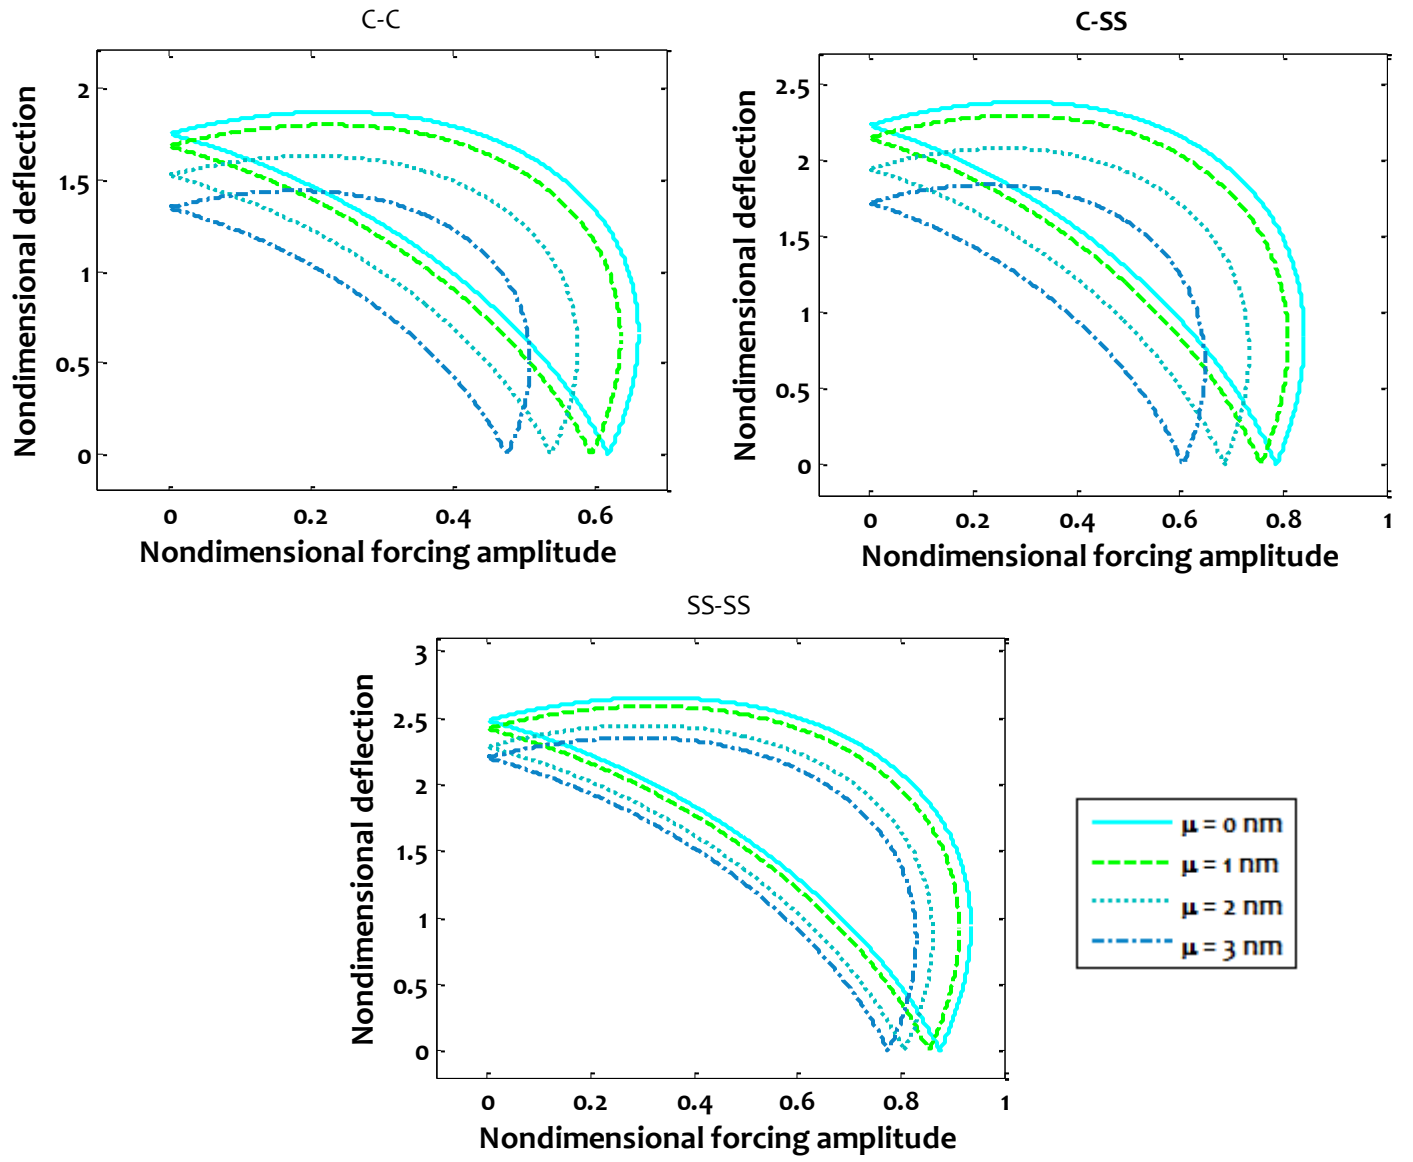 C-C
Nondimensional deflection
2
1.5
1
0.5
0
0 0.2 0.4 0.6
Nondimensional forcing amplitude
C-SS
Nondimensional deflection
2.5
2
1.5
1
0.5
0
0 0.2 0.4 0.6 0.8 1
Nondimensional forcing amplitude
SS-SS
Nondimensional deflection
3
2.5
2
1.5
1
0.5
0
0 0.2 0.4 0.6 0.8 1
Nondimensional forcing amplitude
μ = 0 nm
μ = 1 nm
μ = 2 nm
μ = 3 nm